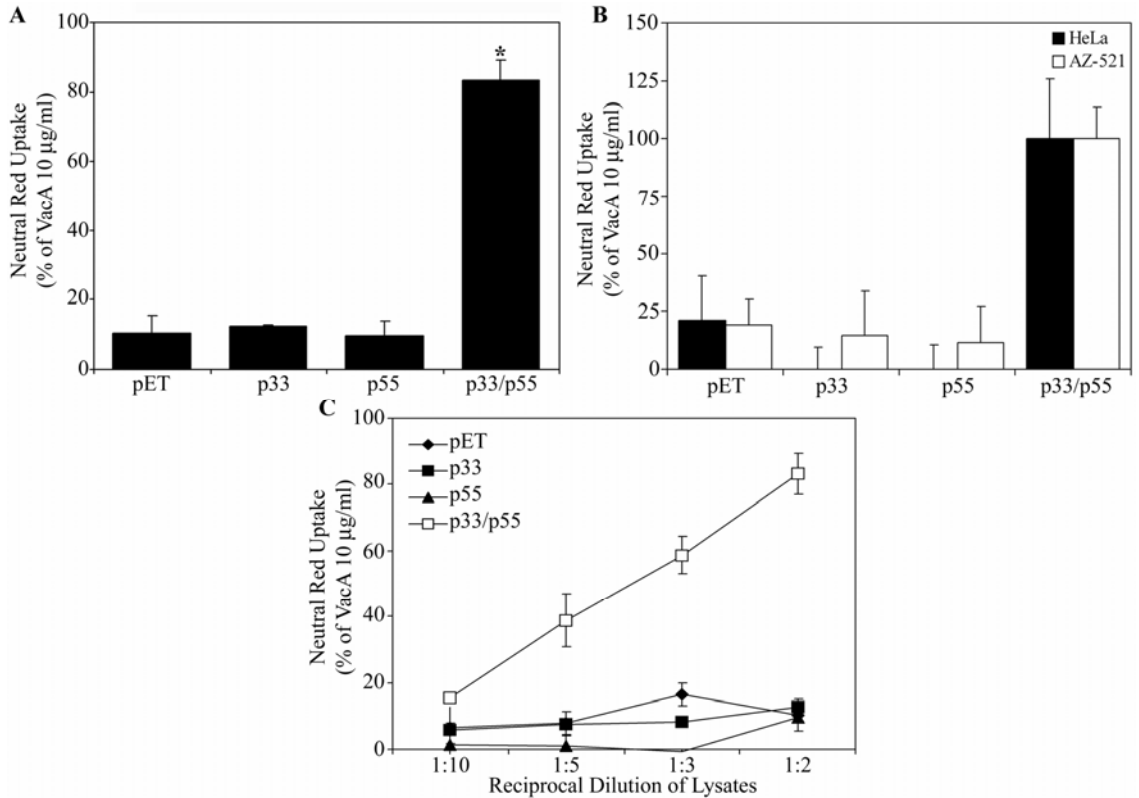 A
Neutral Red Uptake
(% of VacA 10 µg/ml)
100
80
60
40
20
0
*
pET
p33
p55
p33/p55
B
Neutral Red Uptake
(% of VacA 10 µg/ml)
150
125
100
75
50
25
0
HeLa
AZ-521
pET
p33
p55
p33/p55
C
Neutral Red Uptake
(% of VacA 10 µg/ml)
100
80
60
40
20
0
pET
p33
p55
p33/p55
1:10
1:5
1:3
1:2
Reciprocal Dilution of Lysates